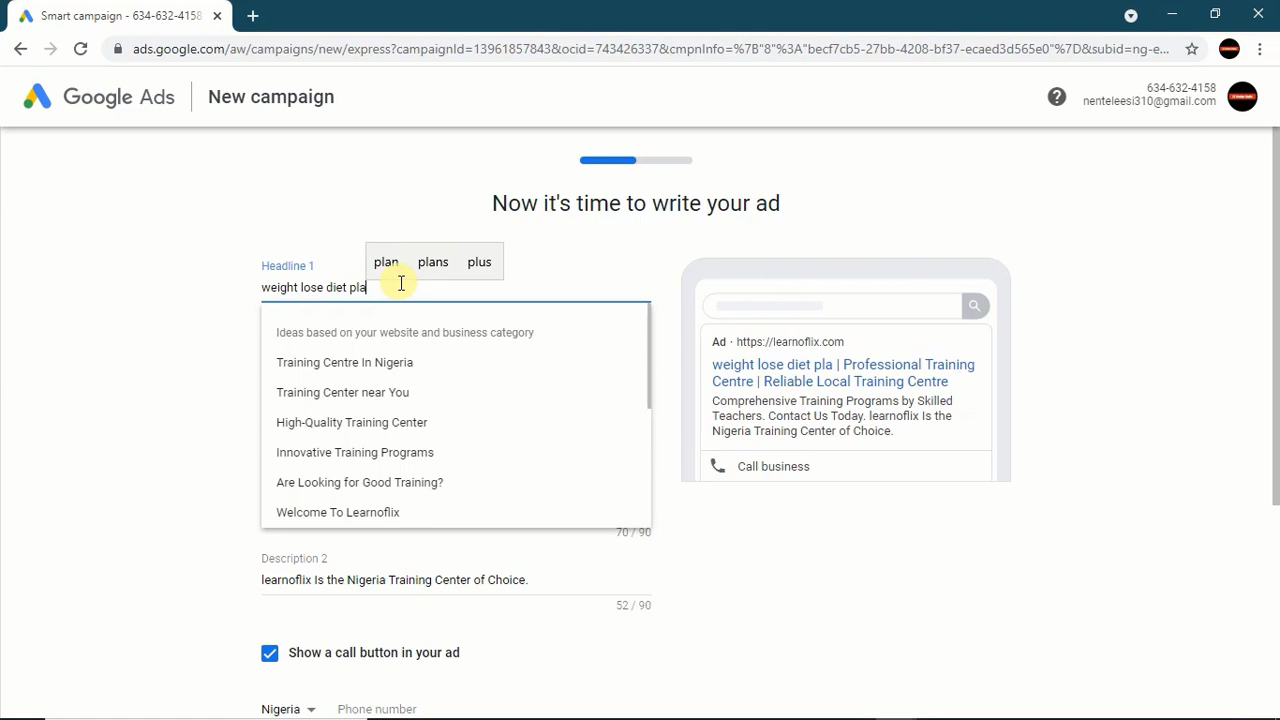 Smart campaign - 634-632-4158
ads.google.com/aw/campaigns/new/express?campaignId=13961857843&ocid=743426337&cmpnInfo=%7B"8"%3A"becf7cb5-27bb-4208-bf37-ecaed3d565e0"%7D&subid=ng-e...
Google Ads
New campaign
634-632-4158
nenteleesi310@gmail.com
Now it's time to write your ad
plan plans plus
Headline 1
weight lose diet pla
Ideas based on your website and business category
Training Centre In Nigeria
Training Center near You
High-Quality Training Center
Innovative Training Programs
Are Looking for Good Training?
Welcome To Learnoflix
70 / 90
Description 2
learnoflix Is the Nigeria Training Center of Choice.
52 / 90
Show a call button in your ad
Nigeria
Phone number
Ad · https://learnoflix.com
weight lose diet pla | Professional Training
Centre | Reliable Local Training Centre
Comprehensive Training Programs by Skilled
Teachers. Contact Us Today. learnoflix Is the
Nigeria Training Center of Choice.
Call business